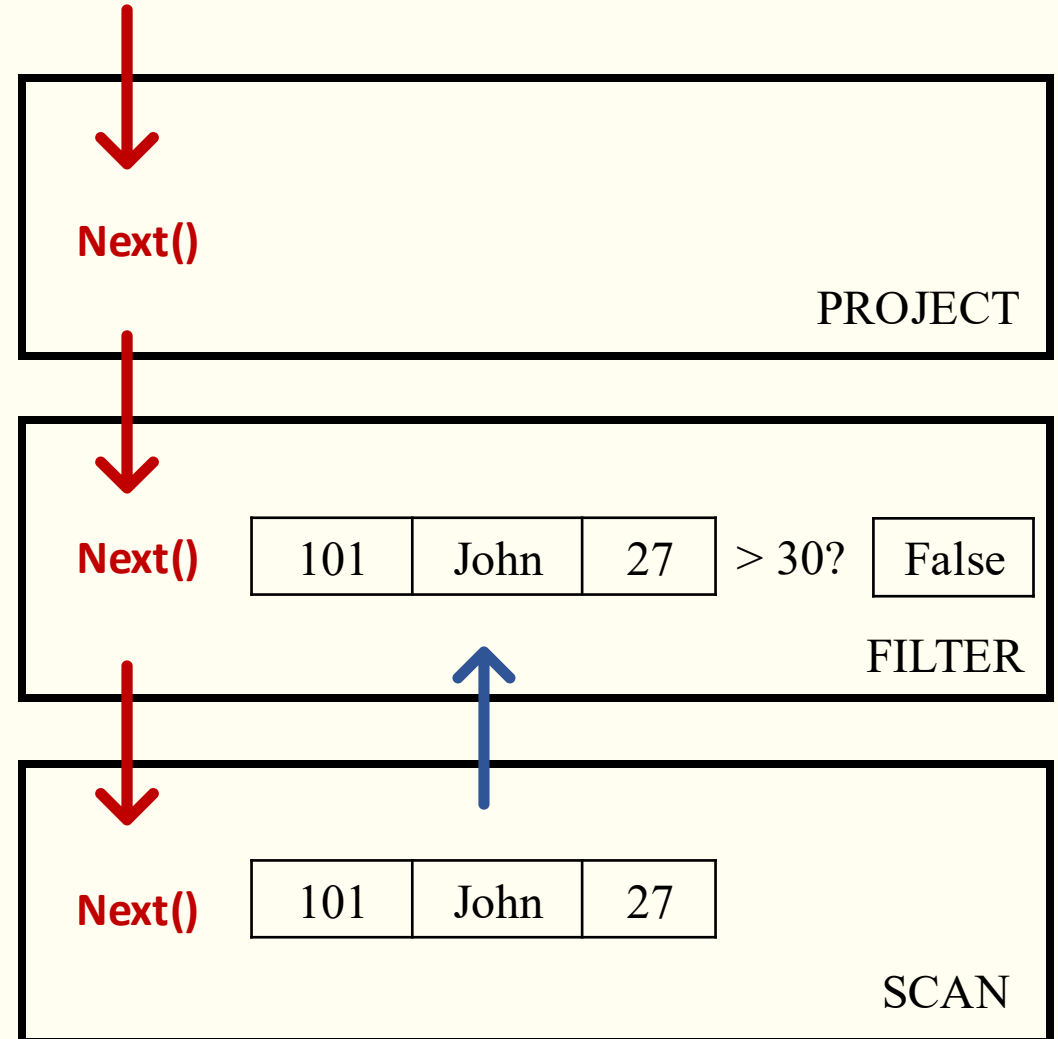 Next()
PROJECT
Next() 101 John 27 > 30? False
FILTER
Next() 101 John 27
SCAN